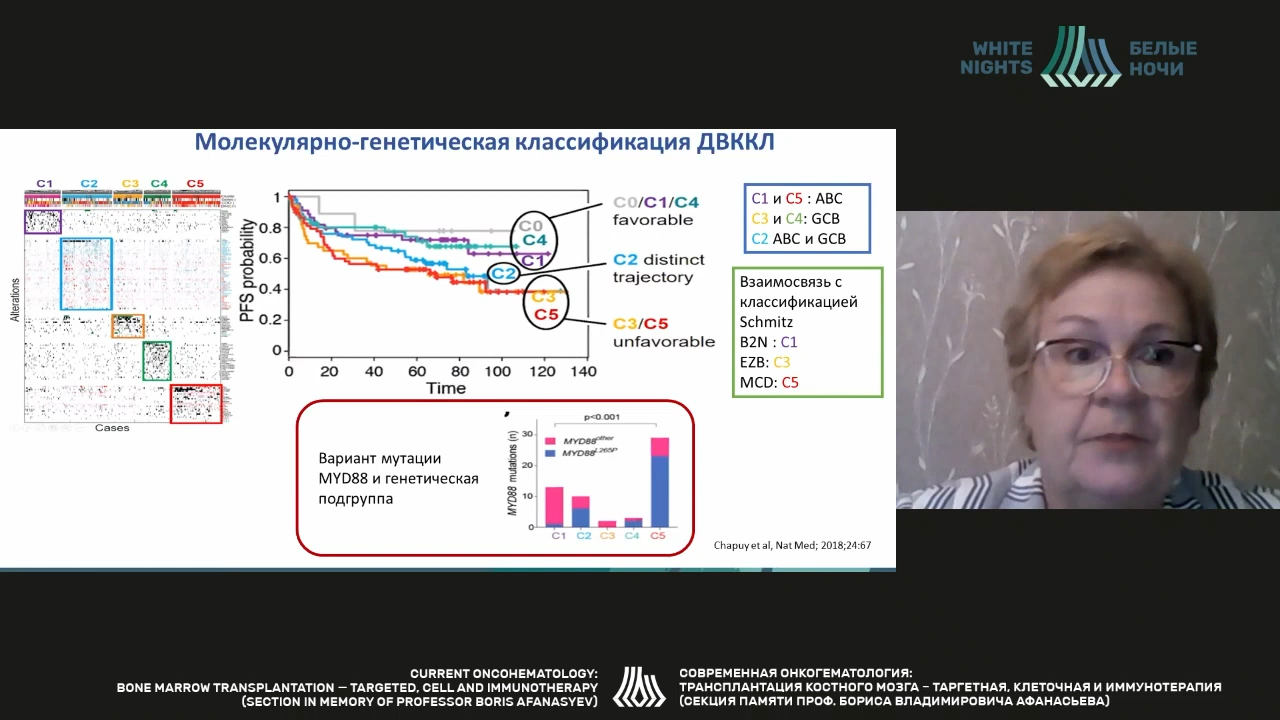 WHITE
NIGHTS
БЕЛЫЕ
НОЧИ
Молекулярно-генетическая классификация ДВККЛ
C1 C2 C3 C4 C5
Alterations
Cases
PFS probability
1
0.8
0.6
0.4
0.2
0
0 20 40 60 80 100 120 140
Time
C0
C4
C1
C2
C3
C5
C0/C1/C4
favorable
C2 distinct
trajectory
C3/C5
unfavorable
C1 и C5 : ABC
C3 и C4: GCB
C2 ABC и GCB
Взаимосвязь с
классификацией
Schmitz
B2N : C1
EZB: C3
MCD: C5
Вариант мутации
MYD88 и генетическая
подгруппа
p<0.001
MYD88 mutations (n)
30
20
10
0
MYD88other
MYD88L265P
C1 C2 C3 C4 C5
Chapuy et al, Nat Med; 2018;24:67
CURRENT ONCOHEMATOLOGY:
BONE MARROW TRANSPLANTATION – TARGETED, CELL AND IMMUNOTHERAPY
(SECTION IN MEMORY OF PROFESSOR BORIS AFANASYEV)
СОВРЕМЕННАЯ ОНКОГЕМАТОЛОГИЯ:
ТРАНСПЛАНТАЦИЯ КОСТНОГО МОЗГА – ТАРГЕТНАЯ, КЛЕТОЧНАЯ И ИММУНОТЕРАПИЯ
(СЕКЦИЯ ПАМЯТИ ПРОФ. БОРИСА ВЛАДИМИРОВИЧА АФАНАСЬЕВА)